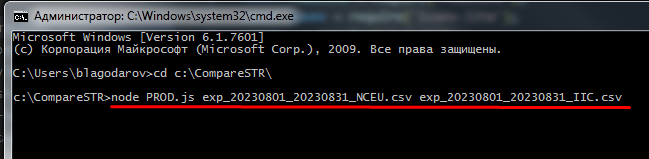 Администратор: C:\Windows\system32\cmd.exe
Microsoft Windows [Version 6.1.7601]
(c) Корпорация Майкрософт (Microsoft Corp.), 2009. Все права защищены.
C:\Users\blagodarov>cd c:\CompareSTR\
c:\CompareSTR>node PROD.js exp_20230801_20230831_NCEU.csv exp_20230801_20230831_IIC.csv